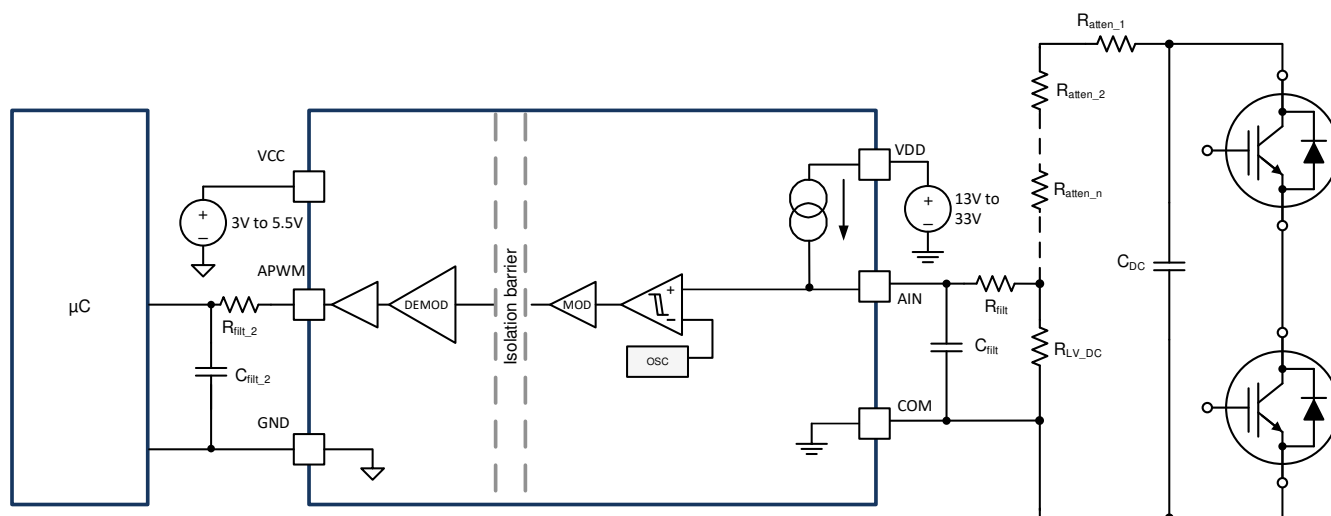 R_atten_1
R_atten_2
R_atten_n
VCC
VDD
+
3V to 5.5V
–
+
13V to
33V
–
Isolation barrier
C_DC
APWM
AIN
µC
DEMOD
MOD
+
–
R_filt
R_filt_2
OSC
C_filt
R_LV_DC
C_filt_2
COM
GND